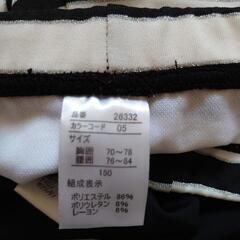 品番 26332
カラーコード 05
サイズ
胸囲 70～78
腰囲 76～84
150
組成表示
ポリエステル 86%
ポリウレタン 8%
レーヨン 6%